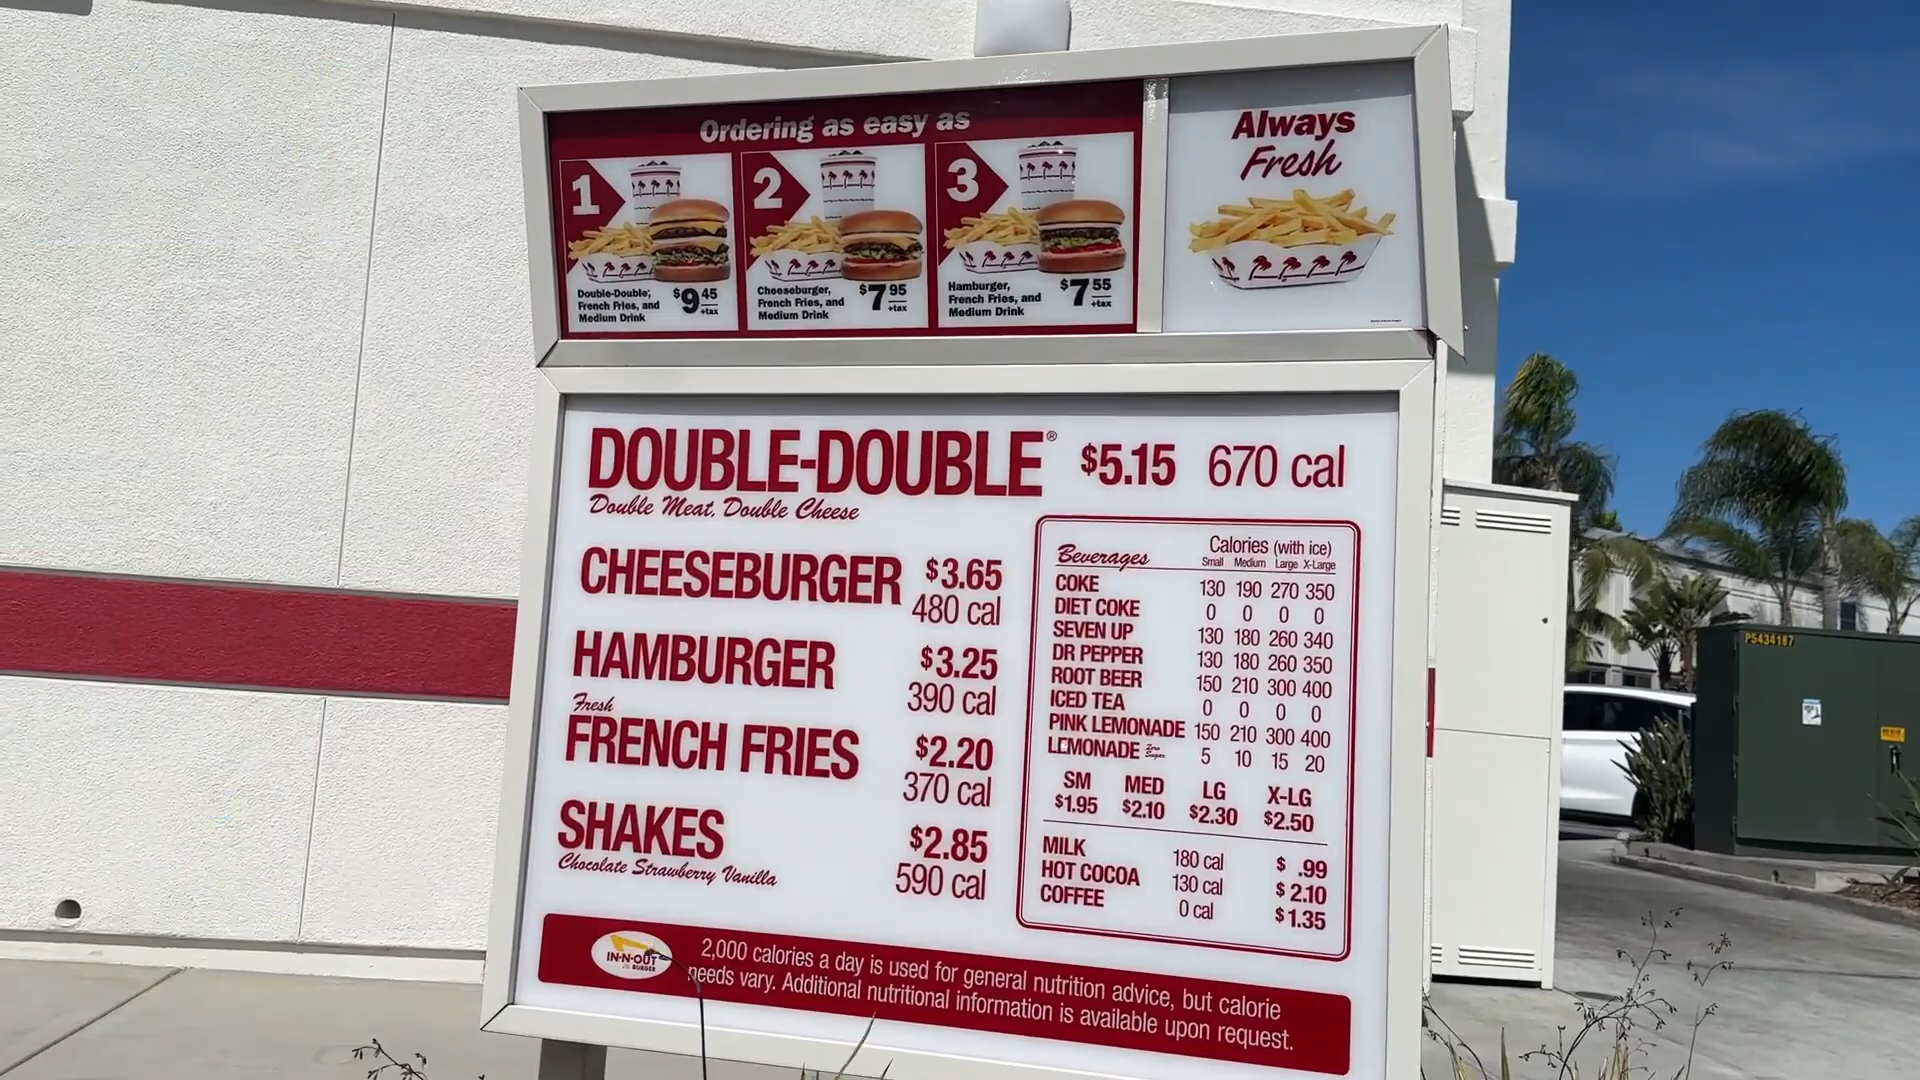 Ordering as easy as
1
2
3
Double-Double,
French Fries, and
Medium Drink
$9 45
+tax
Cheeseburger,
French Fries, and
Medium Drink
$7 95
+tax
Hamburger,
French Fries, and
Medium Drink
$7 55
+tax
Always
Fresh
DOUBLE-DOUBLE® $5.15 670 cal
Double Meat, Double Cheese
CHEESEBURGER $3.65
480 cal
HAMBURGER $3.25
390 cal
Fresh
FRENCH FRIES $2.20
370 cal
SHAKES $2.85
Chocolate Strawberry Vanilla 590 cal
Beverages Calories (with ice)
Small Medium Large X-Large
COKE 130 190 270 350
DIET COKE 0 0 0 0
SEVEN UP 130 180 260 340
DR PEPPER 130 180 260 350
ROOT BEER 150 210 300 400
ICED TEA 0 0 0 0
PINK LEMONADE 150 210 300 400
LEMONADE Zero Sugar 5 10 15 20
SM MED LG X-LG
$1.95 $2.10 $2.30 $2.50
MILK 180 cal $ .99
HOT COCOA 130 cal $2.10
COFFEE 0 cal $1.35
IN-N-OUT
BURGER
2,000 calories a day is used for general nutrition advice, but calorie
needs vary. Additional nutritional information is available upon request.
P5434187